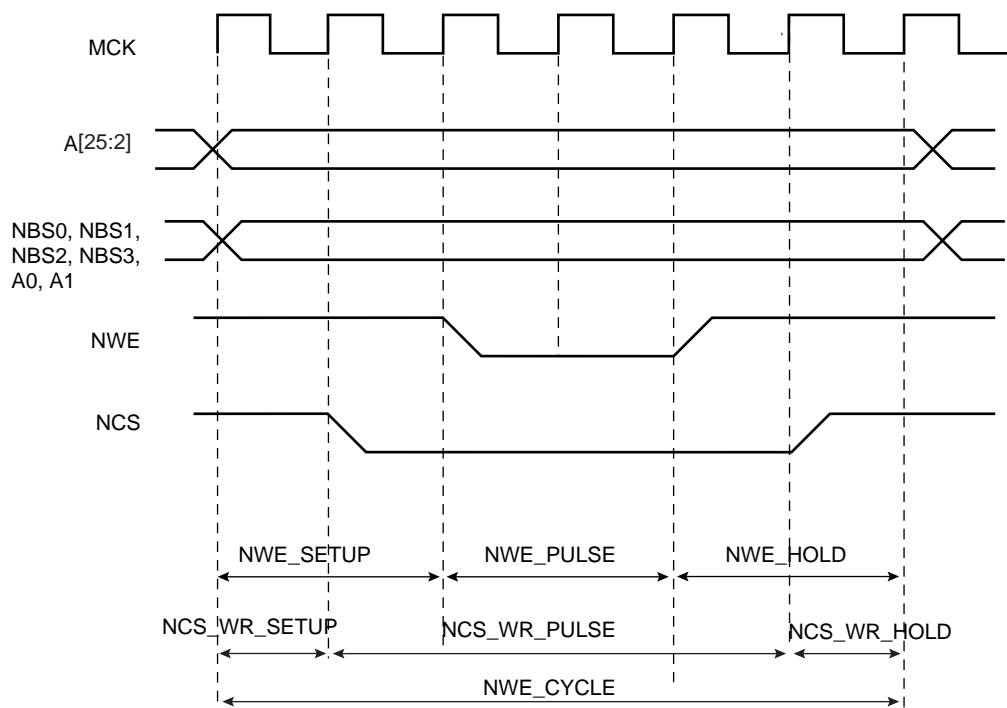 MCK
A[25:2]
NBS0, NBS1,
NBS2, NBS3,
A0, A1
NWE
NCS
NWE_SETUP
NWE_PULSE
NWE_HOLD
NCS_WR_SETUP
NCS_WR_PULSE
NCS_WR_HOLD
NWE_CYCLE